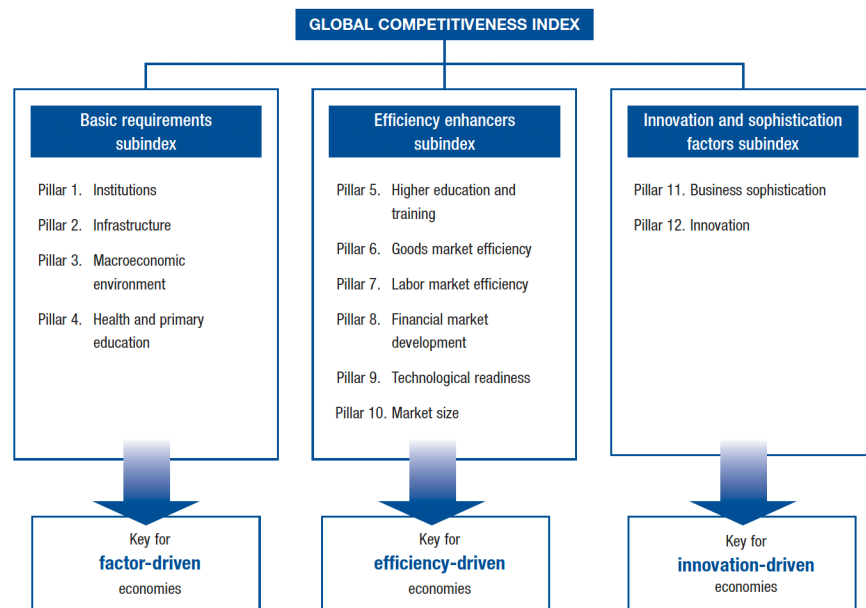 GLOBAL COMPETITIVENESS INDEX
Basic requirements
subindex
Pillar 1. Institutions
Pillar 2. Infrastructure
Pillar 3. Macroeconomic
environment
Pillar 4. Health and primary
education
Key for
factor-driven
economies
Efficiency enhancers
subindex
Pillar 5. Higher education and
training
Pillar 6. Goods market efficiency
Pillar 7. Labor market efficiency
Pillar 8. Financial market
development
Pillar 9. Technological readiness
Pillar 10. Market size
Key for
efficiency-driven
economies
Innovation and sophistication
factors subindex
Pillar 11. Business sophistication
Pillar 12. Innovation
Key for
innovation-driven
economies